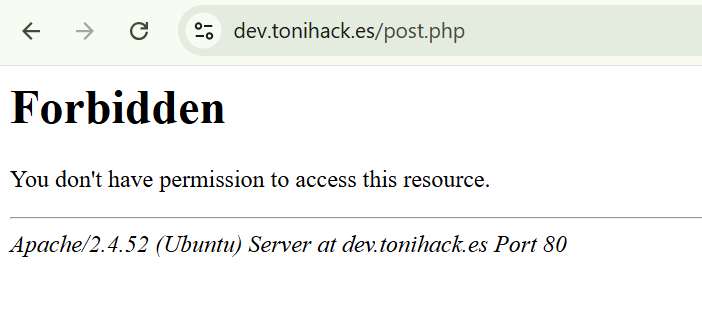 dev.tonihack.es/post.php
Forbidden
You don't have permission to access this resource.
Apache/2.4.52 (Ubuntu) Server at dev.tonihack.es Port 80